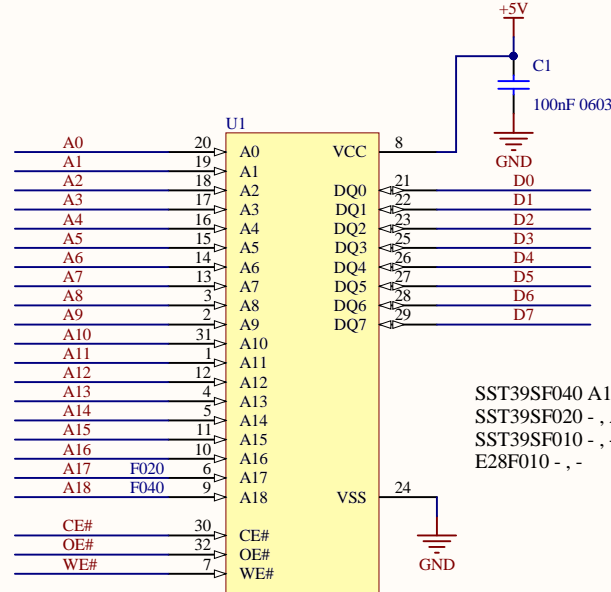 +5V
C1
100nF 0603
GND
U1
A0 20 A0 VCC 8
A1 19 A1
A2 18 A2 DQ0 21 D0
A3 17 A3 DQ1 22 D1
A4 16 A4 DQ2 23 D2
A5 15 A5 DQ3 25 D3
A6 14 A6 DQ4 26 D4
A7 13 A7 DQ5 27 D5
A8 3 A8 DQ6 28 D6
A9 2 A9 DQ7 29 D7
A10 31 A10
A11 1 A11
A12 12 A12
A13 4 A13
A14 5 A14
A15 11 A15
A16 10 A16
A17 F020 6 A17
A18 F040 9 A18 VSS 24
SST39SF040 A1
SST39SF020 - ,
SST39SF010 - ,
E28F010 - , -
CE# 30 CE#
OE# 32 OE#
WE# 7 WE#
GND